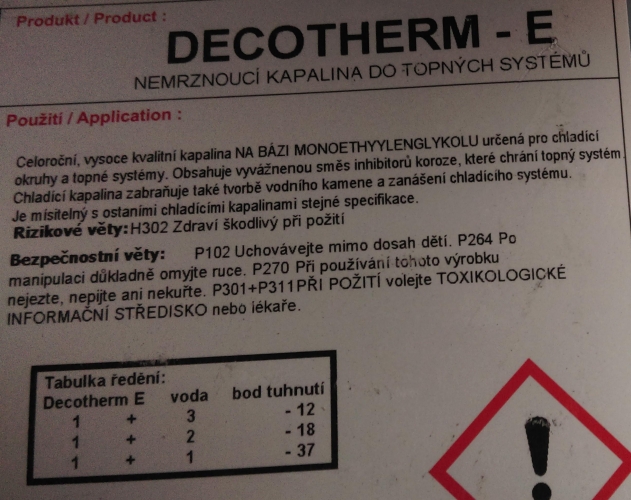 Produkt / Product :
DECOTHERM - E
NEMRZNOUCÍ KAPALINA DO TOPNÝCH SYSTÉMŮ
Použití / Application :
Celoroční, vysoce kvalitní kapalina NA BÁZI MONOETHYYLENGLYKOLU určená pro chladící
okruhy a topné systémy. Obsahuje vyváženou směs inhibitorů koroze, které chrání topný systém.
Chladící kapalina zabraňuje také tvorbě vodního kamene a zanášení chladícího systému.
Je mísitelný s ostaními chladícími kapalinami stejné specifikace.
Rízikové věty: H302 Zdraví škodlivý při požití
Bezpečnostní věty: P102 Uchovávejte mimo dosah dětí. P264 Po
manipulaci důkladně omyjte ruce. P270 Při používání tohoto výrobku
nejezte, nepijte ani nekuřte. P301+P311PŘI POŽITÍ volejte TOXIKOLOGICKÉ
INFORMAČNÍ STŘEDISKO nebo lékaře.
Tabulka ředění:
Decotherm E voda bod tuhnutí
1 + 3 - 12
1 + 2 - 18
1 + 1 - 37